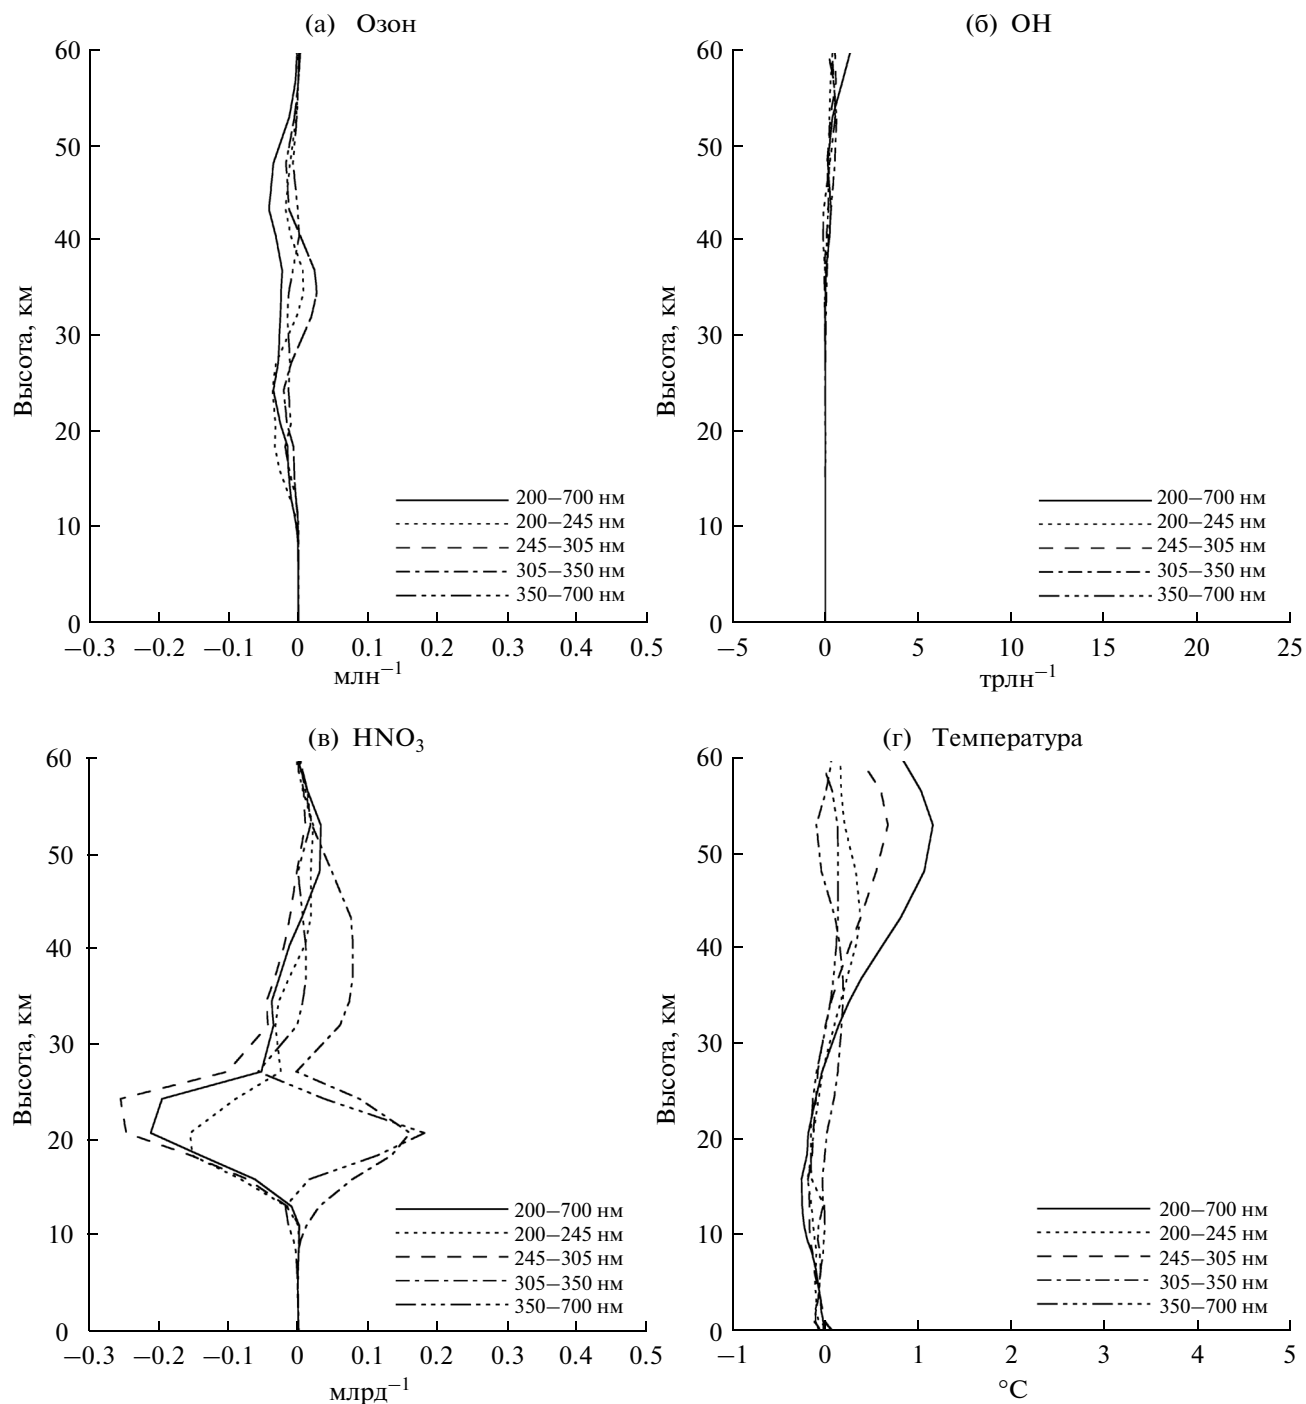 (а) Озон
60
50
40
30
20
10
0
Высота, км
200–700 нм
200–245 нм
245–305 нм
305–350 нм
350–700 нм
−0.3 −0.2 −0.1 0 0.1 0.2 0.3 0.4 0.5
млн⁻¹
(б) OH
60
50
40
30
20
10
0
Высота, км
200–700 нм
200–245 нм
245–305 нм
305–350 нм
350–700 нм
−5 0 5 10 15 20 25
трлн⁻¹
(в) HNO₃
60
50
40
30
20
10
0
Высота, км
200–700 нм
200–245 нм
245–305 нм
305–350 нм
350–700 нм
−0.3 −0.2 −0.1 0 0.1 0.2 0.3 0.4 0.5
млрд⁻¹
(г) Температура
60
50
40
30
20
10
0
Высота, км
200–700 нм
200–245 нм
245–305 нм
305–350 нм
350–700 нм
−1 0 1 2 3 4 5
°C